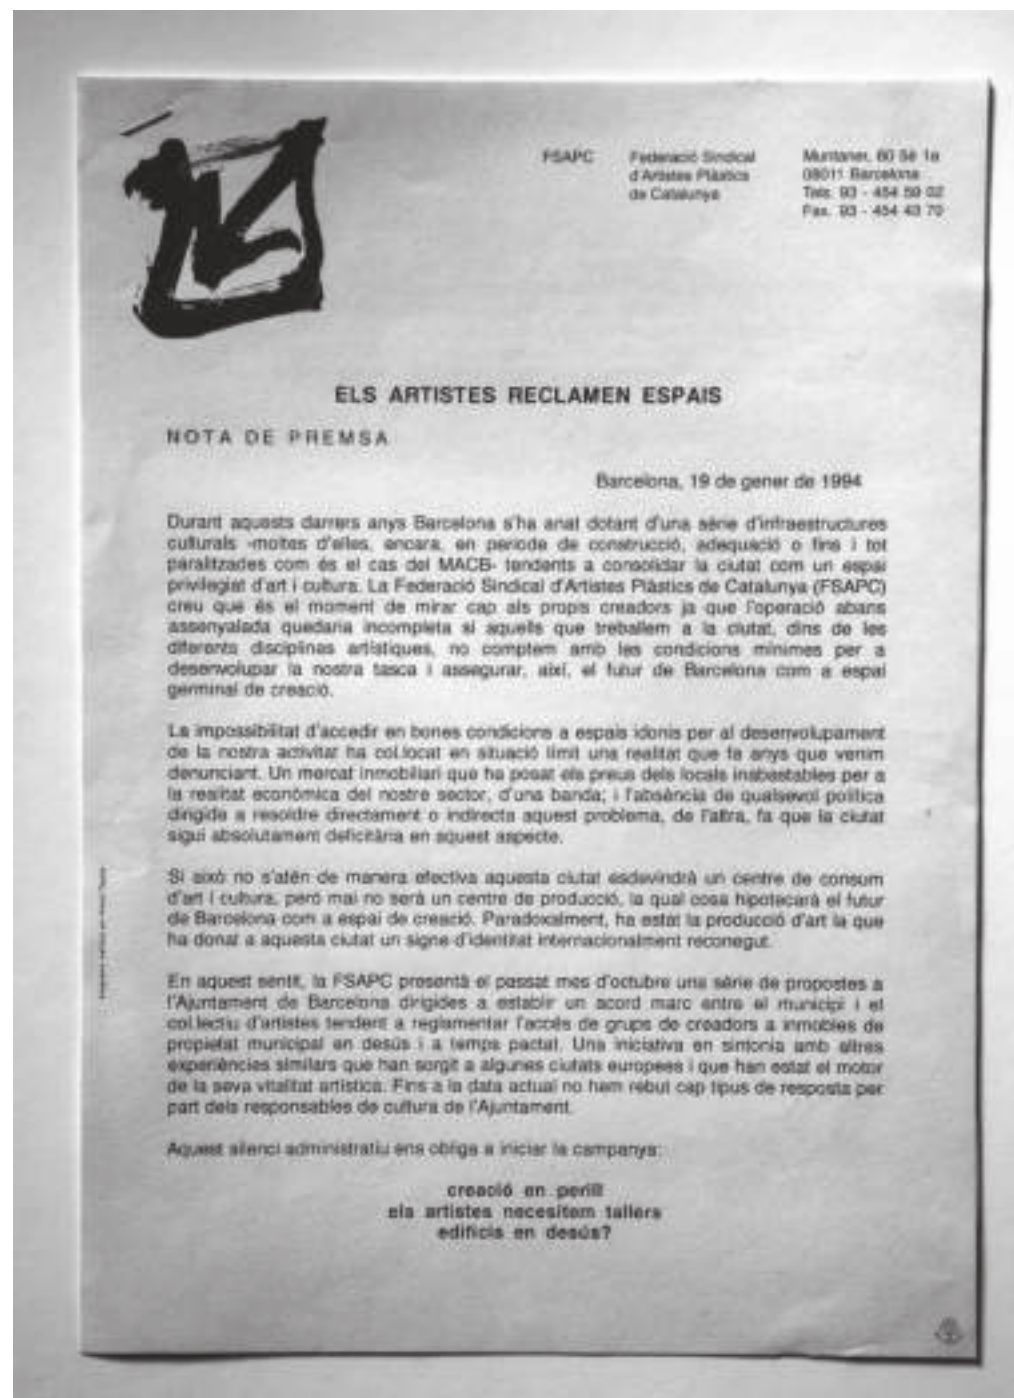 FSAPC
Federació Sindical
d'Artistes Plàstics
de Catalunya
Muntaner, 60 5è 1a
08011 Barcelona
Tels. 93 - 454 59 02
Fax. 93 - 454 43 70
ELS ARTISTES RECLAMEN ESPAIS
NOTA DE PREMSA
Barcelona, 19 de gener de 1994
Durant aquests darrers anys Barcelona s'ha anat dotant d'una sèrie d'infraestructures
culturals -moltes d'elles, encara, en període de construcció, adequació o fins i tot
paralitzades com és el cas del MACB- tendents a consolidar la ciutat com un espai
privilegiat d'art i cultura. La Federació Sindical d'Artistes Plàstics de Catalunya (FSAPC)
creu que és el moment de mirar cap als propis creadors ja que l'operació abans
assenyalada quedaria incompleta si aquells que treballem a la ciutat, dins de les
diferents disciplines artístiques, no comptem amb les condicions mínimes per a
desenvolupar la nostra tasca i assegurar, així, el futur de Barcelona com a espai
germinal de creació.
La impossibilitat d'accedir en bones condicions a espais idonis per al desenvolupament
de la nostra activitat ha col.locat en situació límit una realitat que fa anys que venim
denunciant. Un mercat inmobiliari que ha posat els preus dels locals inabastables per a
la realitat econòmica del nostre sector, d'una banda; i l'absència de qualsevol política
dirigida a resoldre directament o indirecta aquest problema, de l'altra, fa que la ciutat
sigui absolutament deficitària en aquest aspecte.
Si això no s'atén de manera efectiva aquesta ciutat esdevindrà un centre de consum
d'art i cultura, però mai no serà un centre de producció, la qual cosa hipotecarà el futur
de Barcelona com a espai de creació. Paradoxalment, ha estat la producció d'art la que
ha donat a aquesta ciutat un signe d'identitat internacionalment reconegut.
En aquest sentit, la FSAPC presentà el passat mes d'octubre una sèrie de propostes a
l'Ajuntament de Barcelona dirigides a establir un acord marc entre el municipi i el
col.lectiu d'artistes tendent a reglamentar l'accés de grups de creadors a inmobles de
propietat municipal en desús i a temps pactat. Una iniciativa en sintonia amb altres
experiències similars que han sorgit a algunes ciutats europees i que han estat el motor
de la seva vitalitat artística. Fins a la data actual no hem rebut cap tipus de resposta per
part dels responsables de cultura de l'Ajuntament.
Aquest silenci administratiu ens obliga a iniciar la campanya:
creació en perill!
els artistes necesitem tallers
edificis en desús?